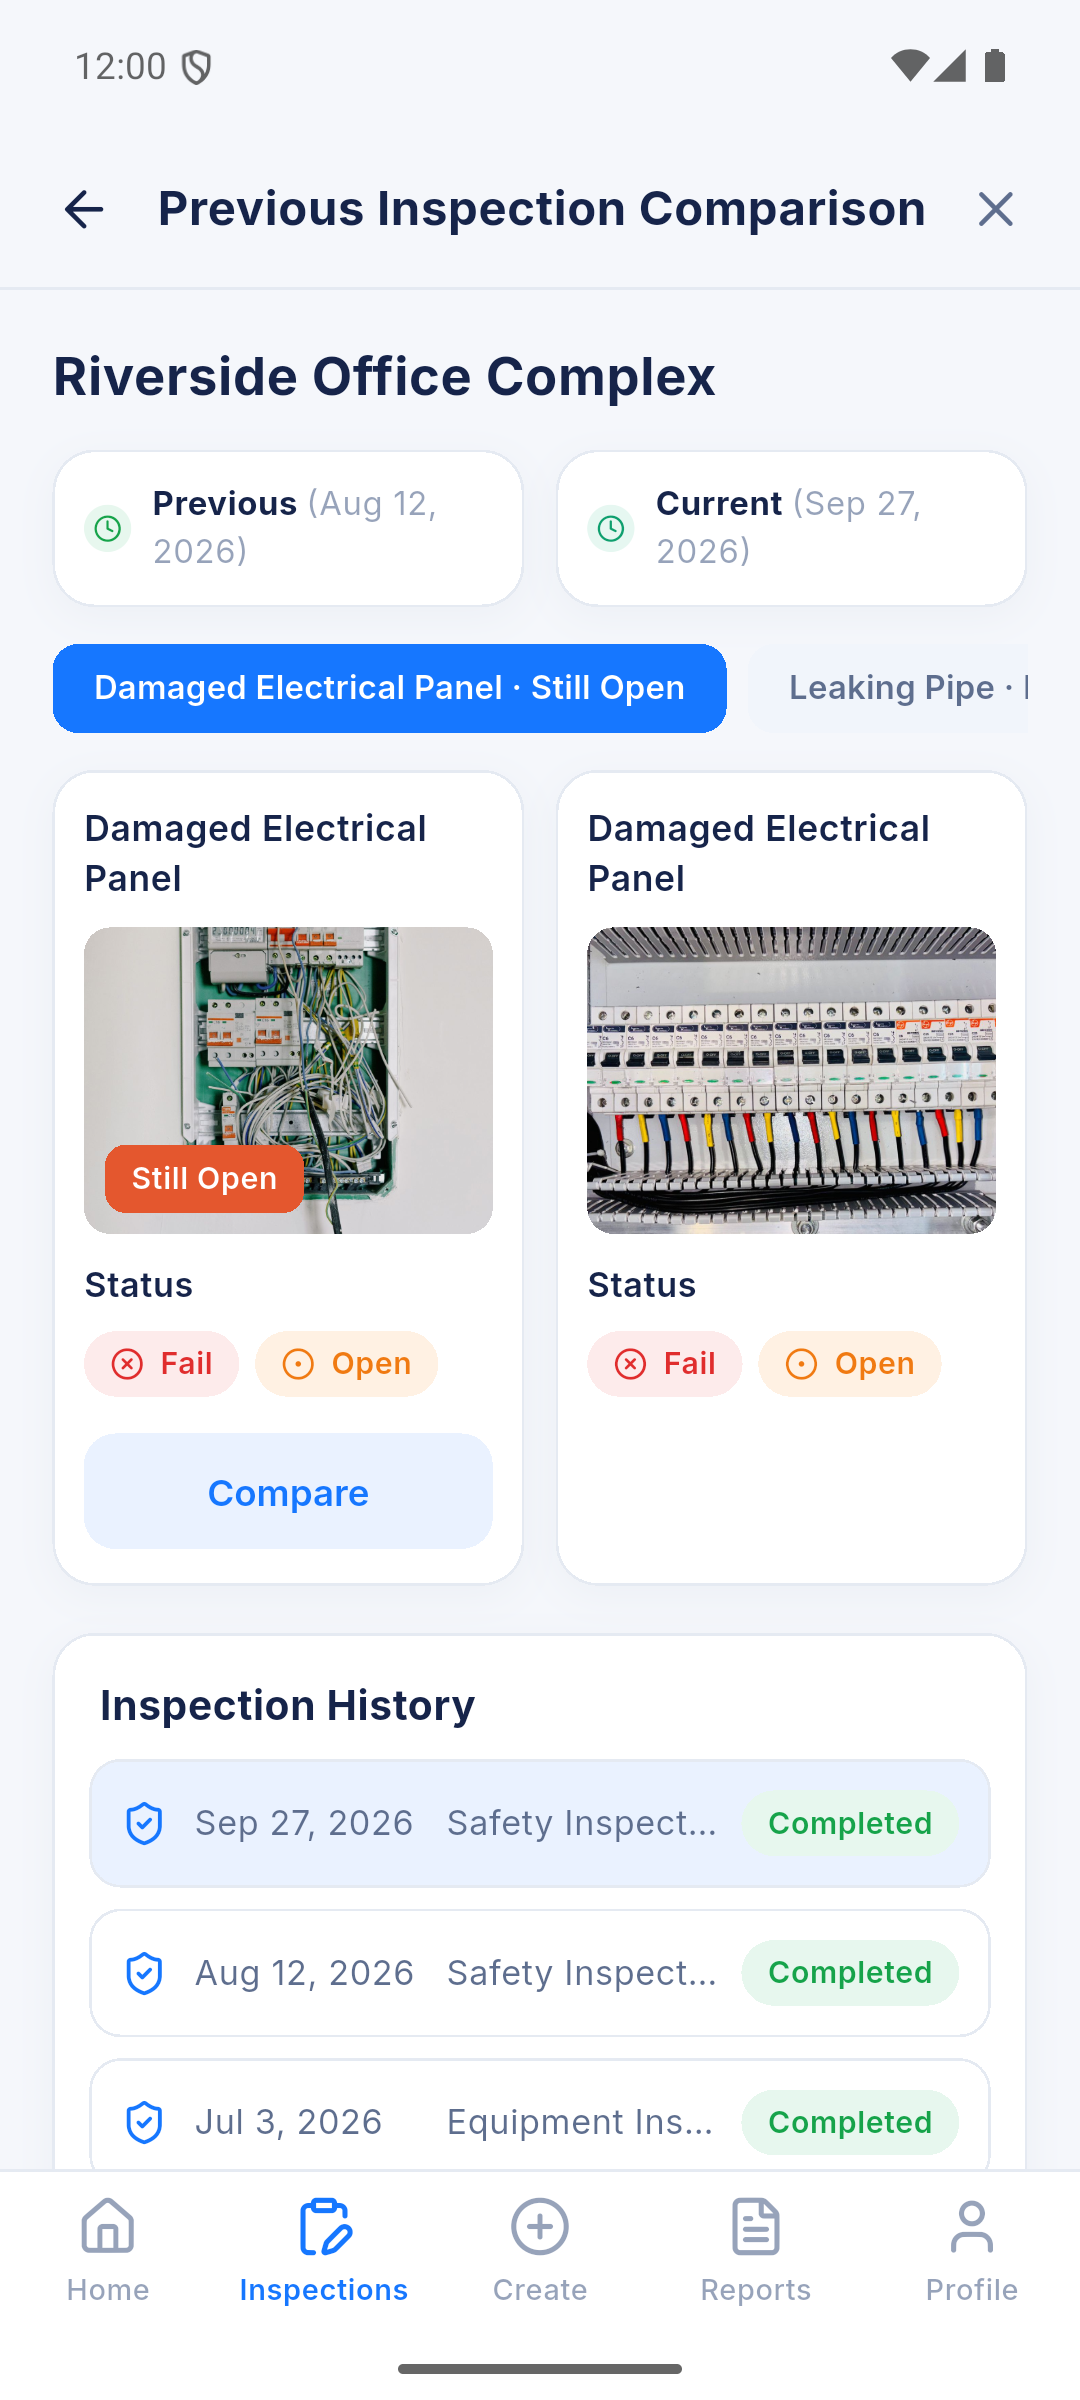 12:00
Previous Inspection Comparison
Riverside Office Complex
Previous (Aug 12,
2026)
Current (Sep 27,
2026)
Damaged Electrical Panel · Still Open
Leaking Pipe ·
Damaged Electrical
Panel
Still Open
Status
Fail
Open
Compare
Damaged Electrical
Panel
Status
Fail
Open
Inspection History
Sep 27, 2026 Safety Inspect... Completed
Aug 12, 2026 Safety Inspect... Completed
Jul 3, 2026 Equipment Ins... Completed
Home
Inspections
Create
Reports
Profile